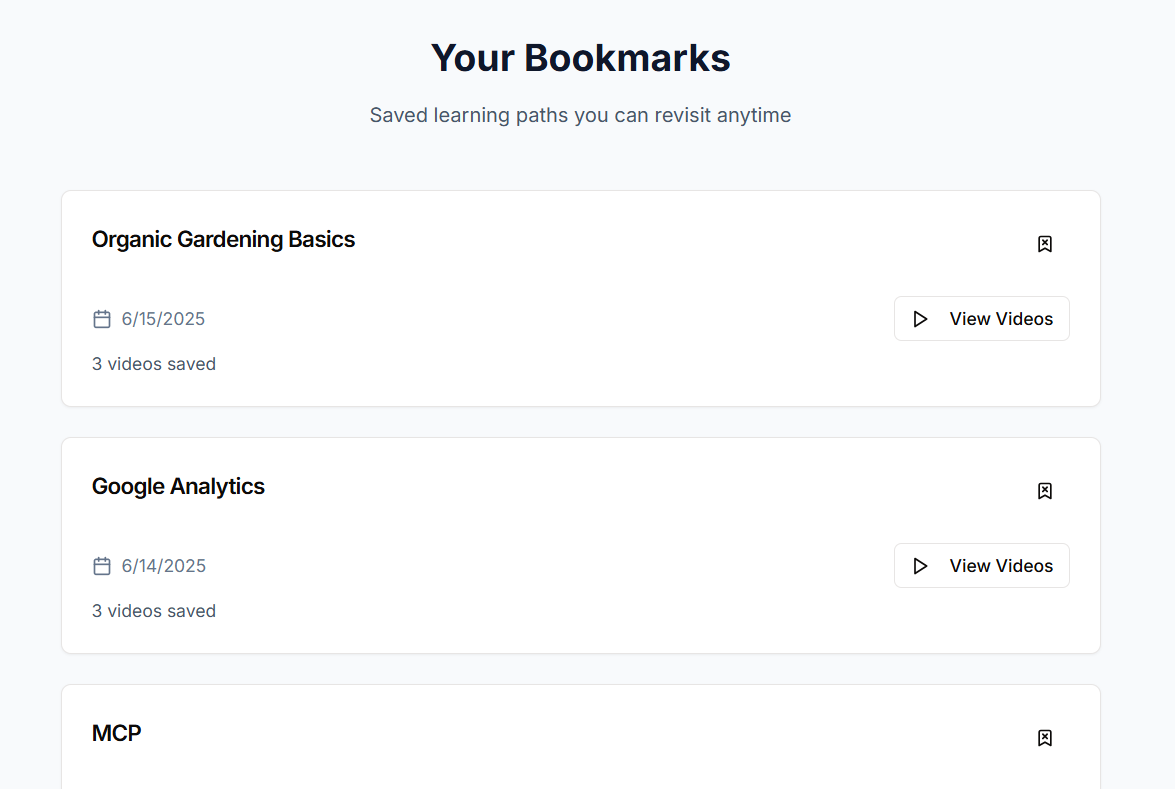 Your Bookmarks
Saved learning paths you can revisit anytime
Organic Gardening Basics
6/15/2025
View Videos
3 videos saved
Google Analytics
6/14/2025
View Videos
3 videos saved
MCP